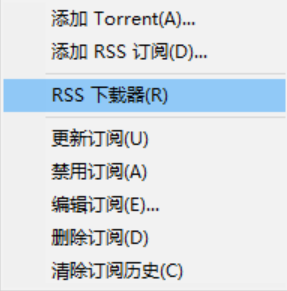 添加 Torrent(A)...
添加 RSS 订阅(D)...
RSS 下载器(R)
更新订阅(U)
禁用订阅(A)
编辑订阅(E)...
删除订阅(D)
清除订阅历史(C)